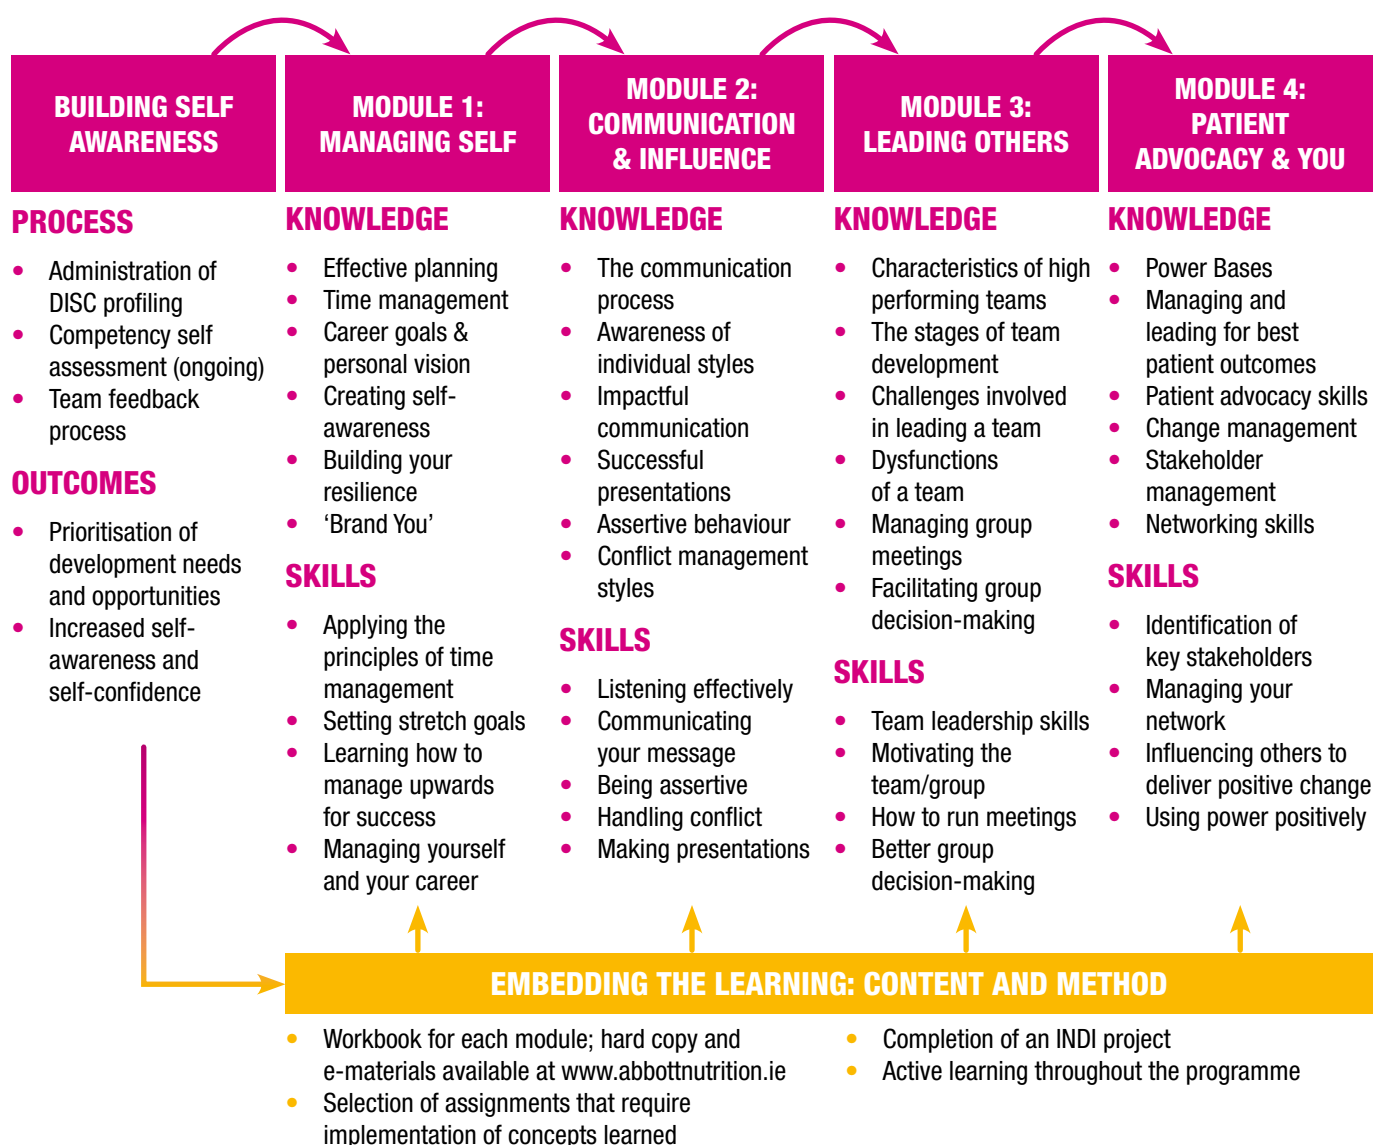 BUILDING SELF
AWARENESS
PROCESS
• Administration of
DISC profiling
• Competency self
assessment (ongoing)
• Team feedback
process
OUTCOMES
• Prioritisation of
development needs
and opportunities
• Increased self-
awareness and
self-confidence
MODULE 1:
MANAGING SELF
KNOWLEDGE
• Effective planning
• Time management
• Career goals &
personal vision
• Creating self-
awareness
• Building your
resilience
• ‘Brand You’
SKILLS
• Applying the
principles of time
management
• Setting stretch goals
• Learning how to
manage upwards
for success
• Managing yourself
and your career
MODULE 2:
COMMUNICATION
& INFLUENCE
KNOWLEDGE
• The communication
process
• Awareness of
individual styles
• Impactful
communication
• Successful
presentations
• Assertive behaviour
• Conflict management
styles
SKILLS
• Listening effectively
• Communicating
your message
• Being assertive
• Handling conflict
• Making presentations
MODULE 3:
LEADING OTHERS
KNOWLEDGE
• Characteristics of high
performing teams
• The stages of team
development
• Challenges involved
in leading a team
• Dysfunctions
of a team
• Managing group
meetings
• Facilitating group
decision-making
SKILLS
• Team leadership skills
• Motivating the
team/group
• How to run meetings
• Better group
decision-making
MODULE 4:
PATIENT
ADVOCACY & YOU
KNOWLEDGE
• Power Bases
• Managing and
leading for best
patient outcomes
• Patient advocacy skills
• Change management
• Stakeholder
management
• Networking skills
SKILLS
• Identification of
key stakeholders
• Managing your
network
• Influencing others to
deliver positive change
• Using power positively
EMBEDDING THE LEARNING: CONTENT AND METHOD
• Workbook for each module; hard copy and
e-materials available at www.abbottnutrition.ie
• Selection of assignments that require
implementation of concepts learned
• Completion of an INDI project
• Active learning throughout the programme